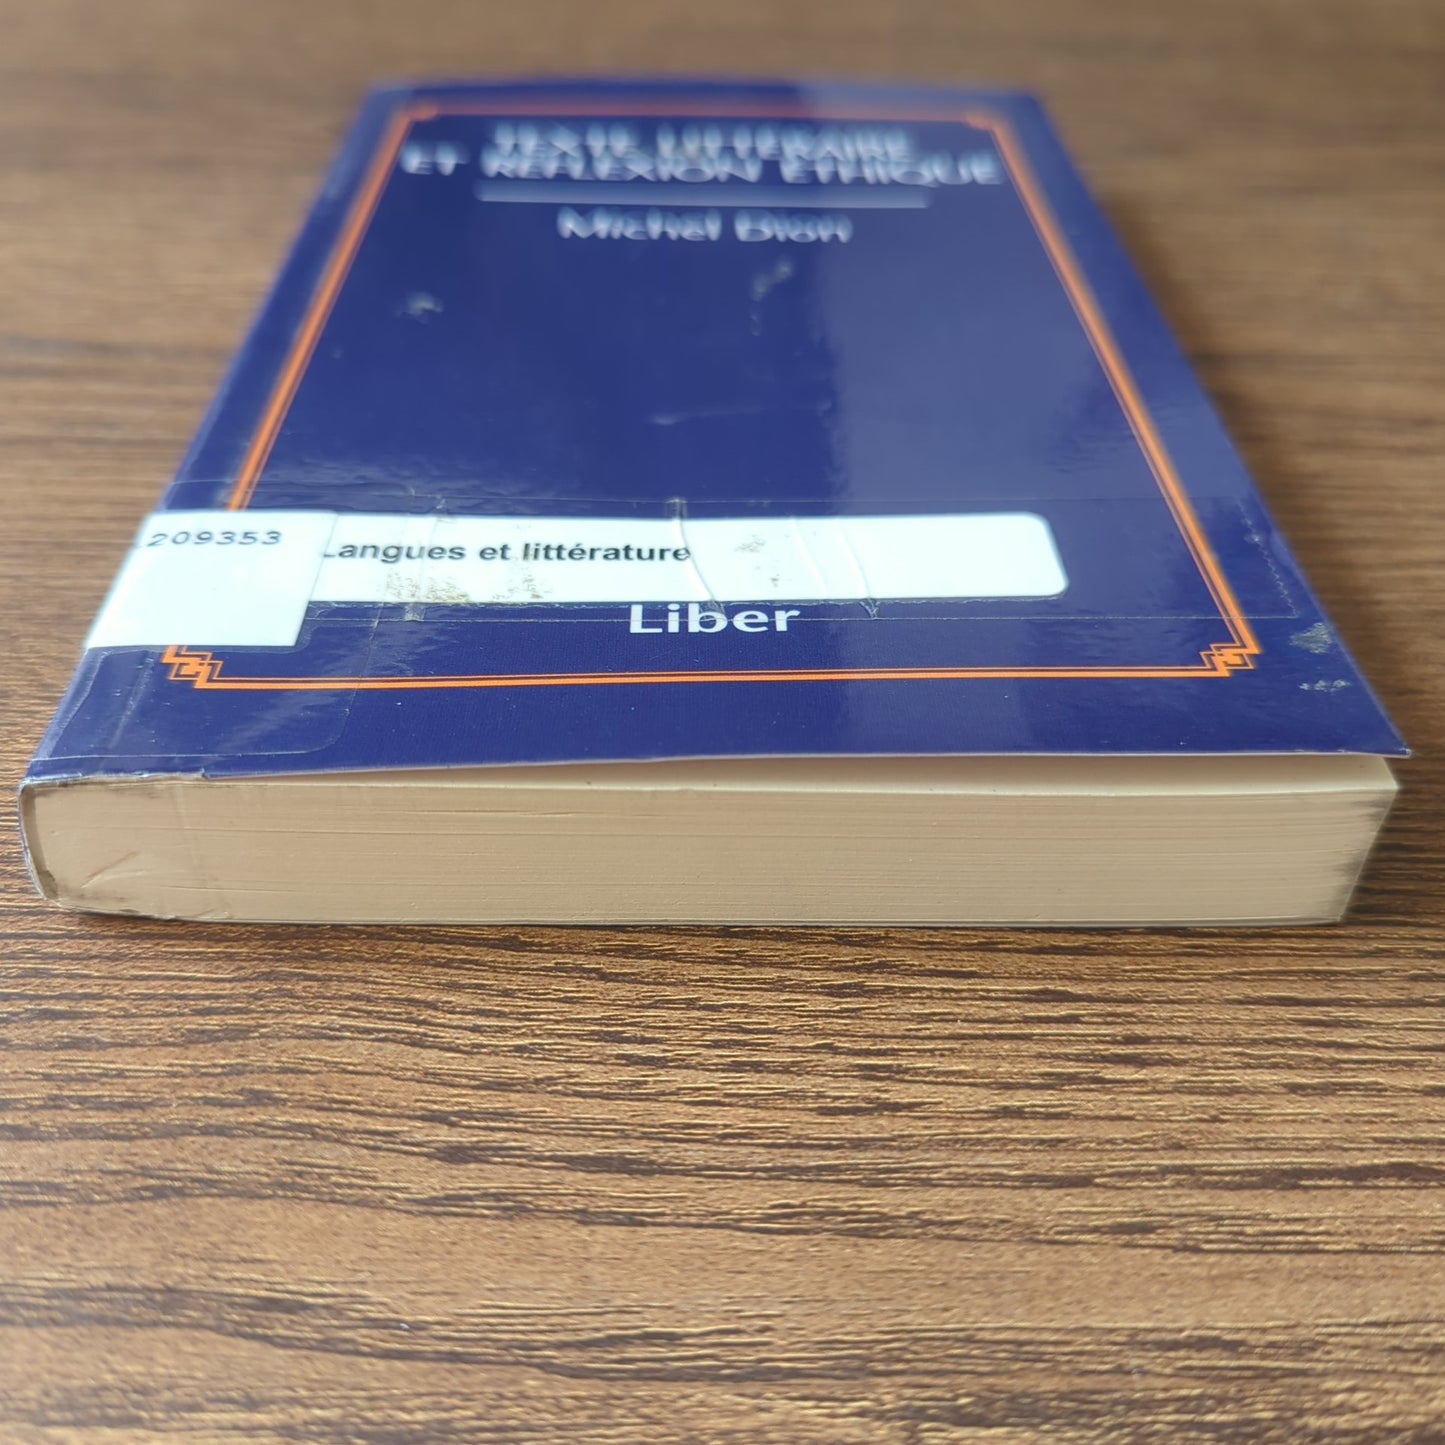 TEXTE LITTÉRAIRE
ET RÉFLEXION ÉTHIQUE
Michel Dion
209353
Langues et littérature
Liber